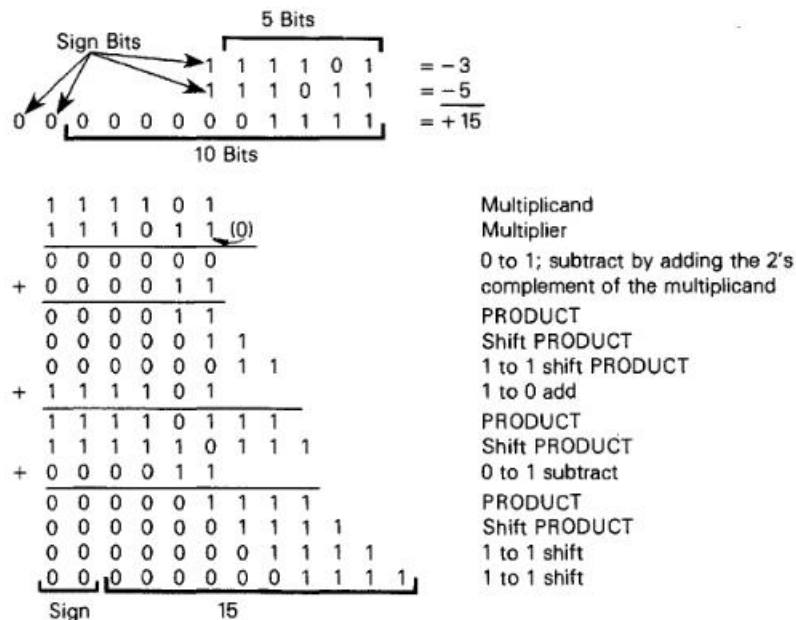 5 Bits
Sign Bits
1 1 1 1 0 1 = -3
1 1 1 0 1 1 = -5
0 0 0 0 0 0 0 0 1 1 1 1 = + 15
10 Bits
1 1 1 1 0 1 Multiplicand
1 1 1 0 1 1 (0) Multiplier
0 0 0 0 0 0 0 to 1; subtract by adding the 2's
+ 0 0 0 0 1 1 complement of the multiplicand
0 0 0 0 1 1 PRODUCT
0 0 0 0 0 1 1 Shift PRODUCT
0 0 0 0 0 0 1 1 1 to 1 shift PRODUCT
+ 1 1 1 1 0 1 1 to 0 add
1 1 1 1 0 1 1 1 PRODUCT
1 1 1 1 1 0 1 1 1 Shift PRODUCT
+ 0 0 0 0 1 1 0 to 1 subtract
0 0 0 0 0 1 1 1 1 PRODUCT
0 0 0 0 0 0 1 1 1 1 Shift PRODUCT
0 0 0 0 0 0 0 1 1 1 1 1 to 1 shift
0 0 0 0 0 0 0 0 1 1 1 1 1 to 1 shift
Sign 15